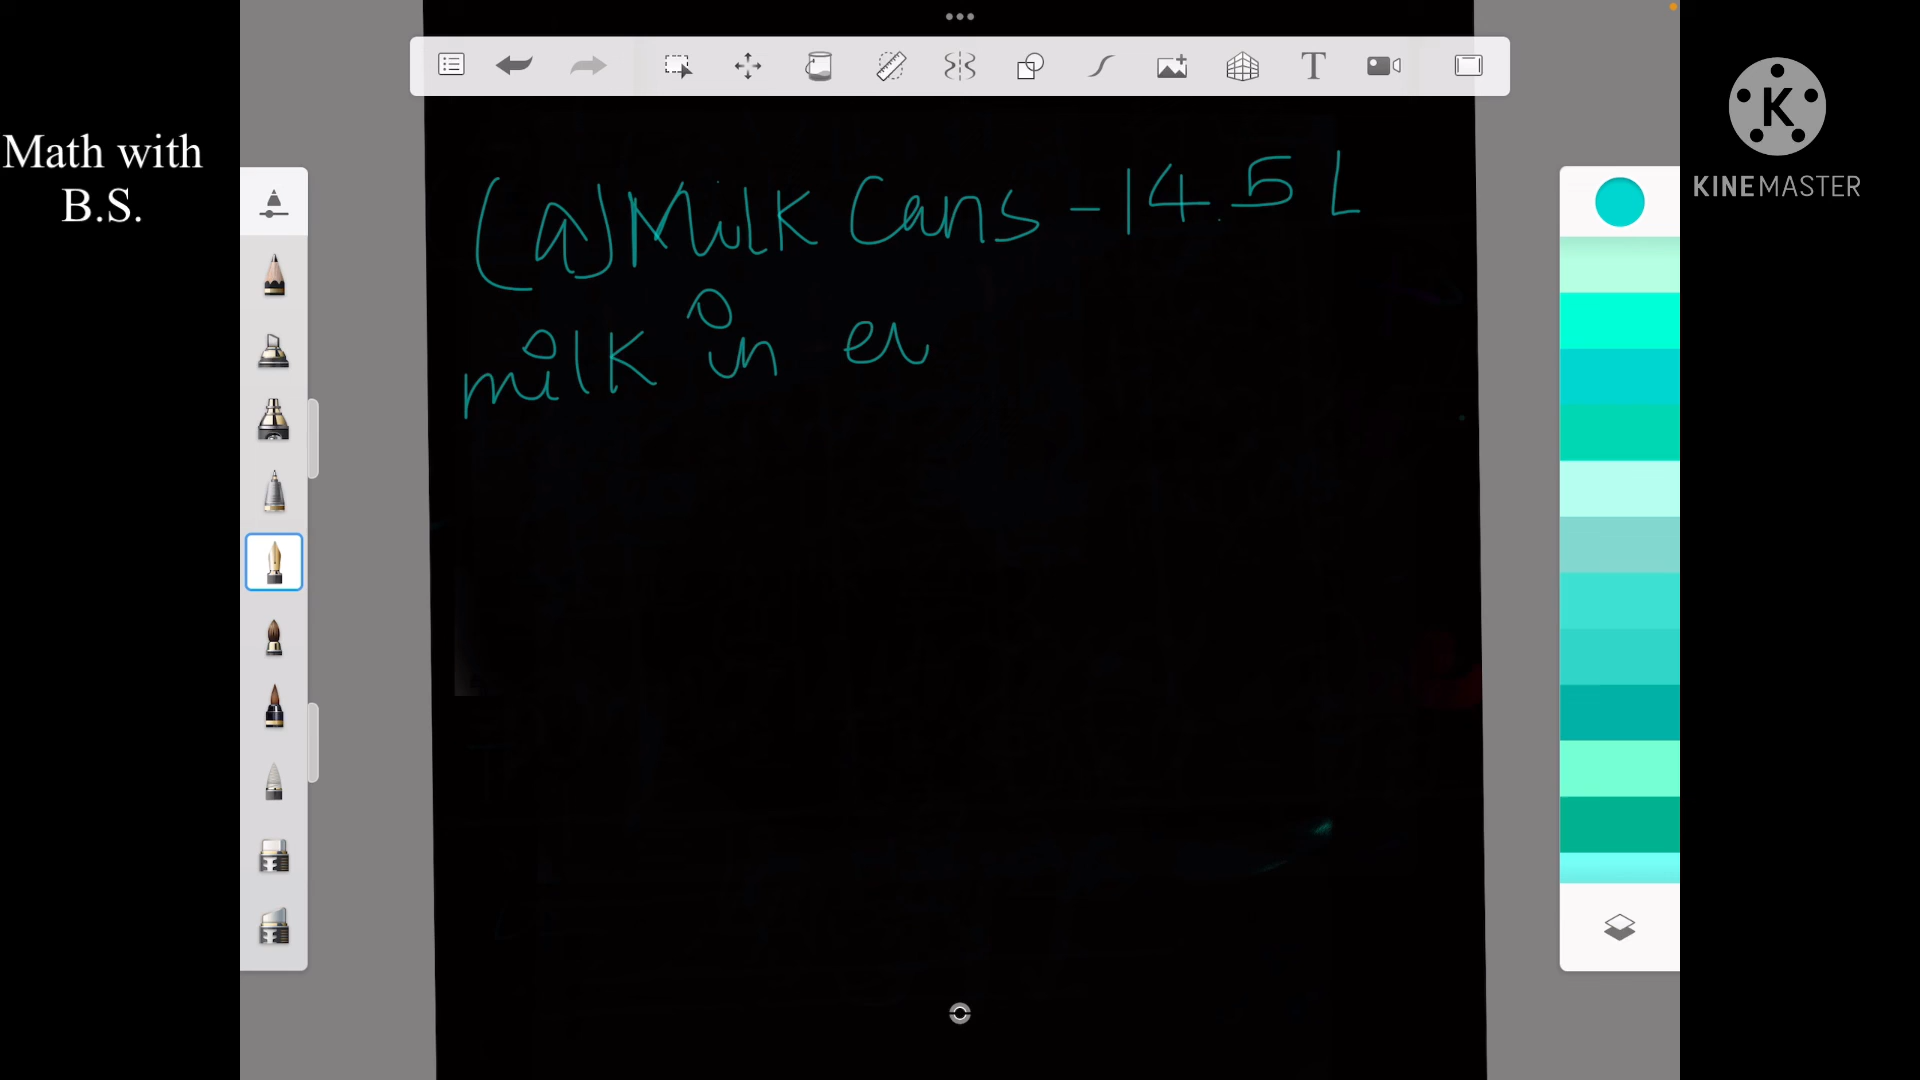 Math with
B.S.
KINEMASTER
T
(a) Milk Cans - 14.5 L
milk in ea